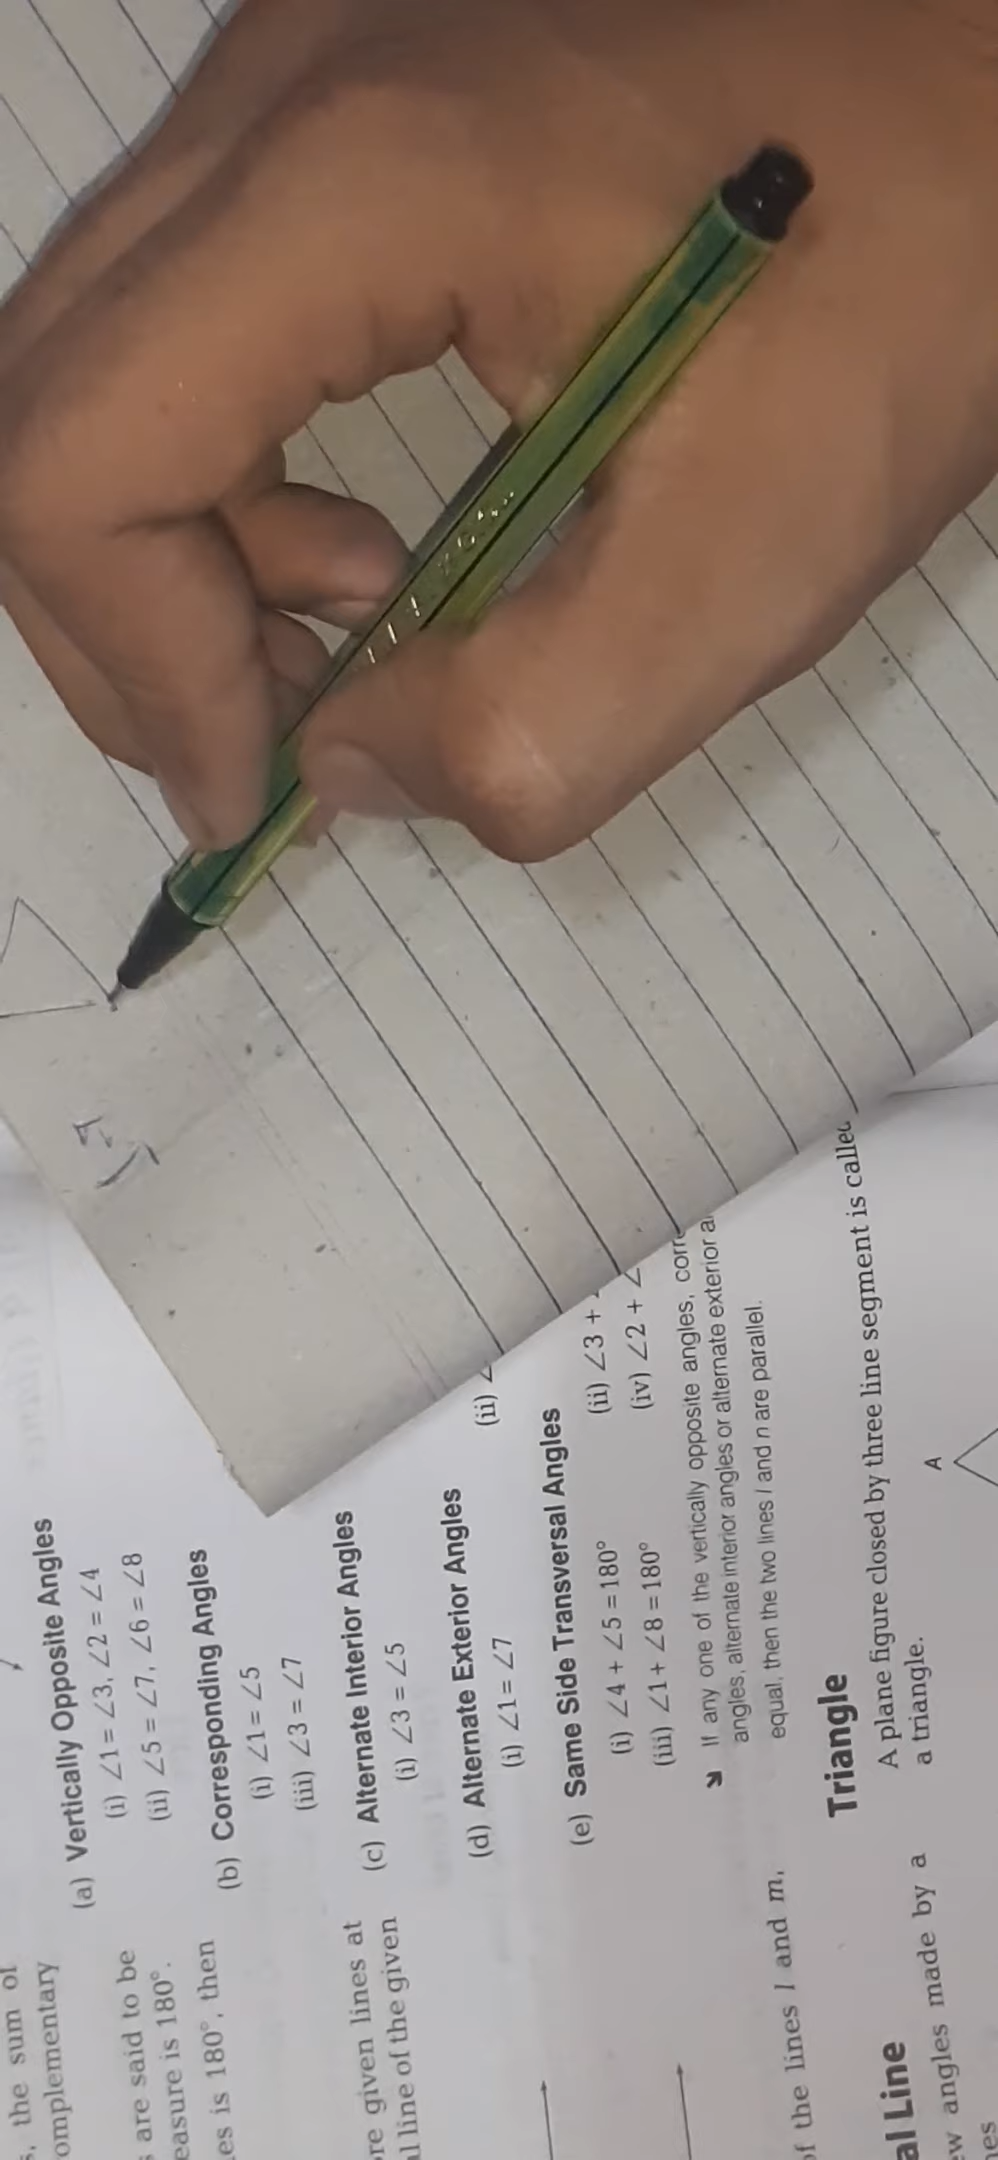 s, the sum of
omplementary
s are said to be
easure is 180°.
es is 180°, then
re given lines at
l line of the given
of the lines l and m.
al Line
ew angles made by a
nes
(a) Vertically Opposite Angles
(i) ∠1 = ∠3, ∠2 = ∠4
(ii) ∠5 = ∠7, ∠6 = ∠8
(b) Corresponding Angles
(i) ∠1 = ∠5
(iii) ∠3 = ∠7
(c) Alternate Interior Angles
(i) ∠3 = ∠5
(d) Alternate Exterior Angles
(i) ∠1 = ∠7 (ii) ∠
(e) Same Side Transversal Angles
(i) ∠4 + ∠5 = 180° (ii) ∠3 +
(iii) ∠1 + ∠8 = 180° (iv) ∠2 + ∠
If any one of the vertically opposite angles, corre
angles, alternate interior angles or alternate exterior a
equal, then the two lines l and n are parallel.
Triangle
A plane figure closed by three line segment is called
a triangle.
A